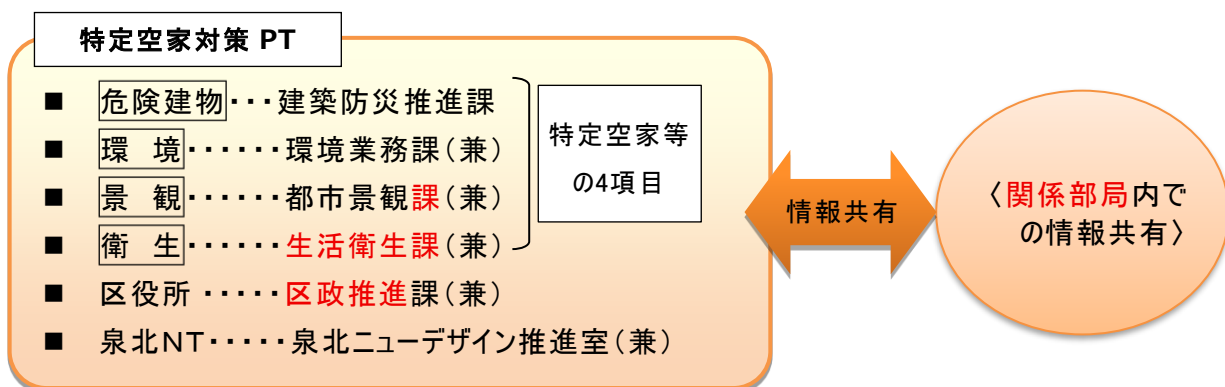 特定空家対策 PT
■ 危険建物･･･建築防災推進課
■ 環　境･･････環境業務課(兼)
■ 景　観･･････都市景観課(兼)
■ 衛　生･･････生活衛生課(兼)
■ 区役所 ･････区政推進課(兼)
■ 泉北NT･････泉北ニューデザイン推進室(兼)
特定空家等
の4項目
情報共有
〈関係部局内で
の情報共有〉